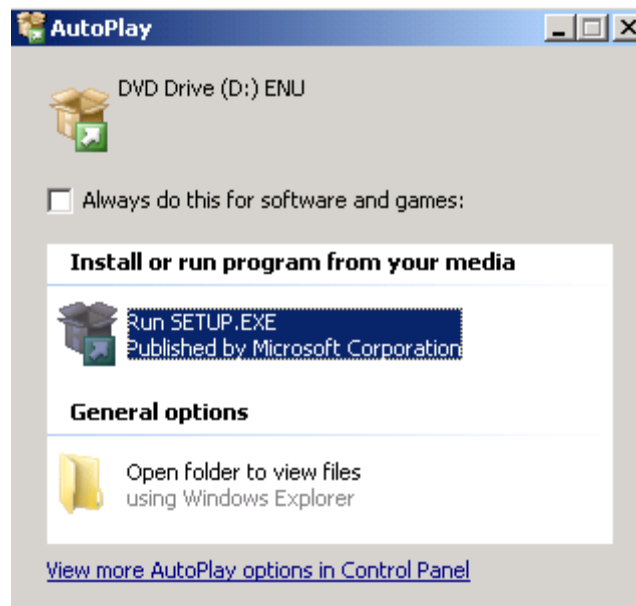 AutoPlay
DVD Drive (D:) ENU
Always do this for software and games:
Install or run program from your media
Run SETUP.EXE
Published by Microsoft Corporation
General options
Open folder to view files
using Windows Explorer
View more AutoPlay options in Control Panel